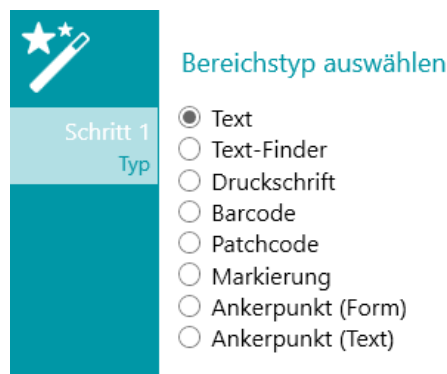 Bereichstyp auswählen
Schritt 1
Typ
Text
Text-Finder
Druckschrift
Barcode
Patchcode
Markierung
Ankerpunkt (Form)
Ankerpunkt (Text)